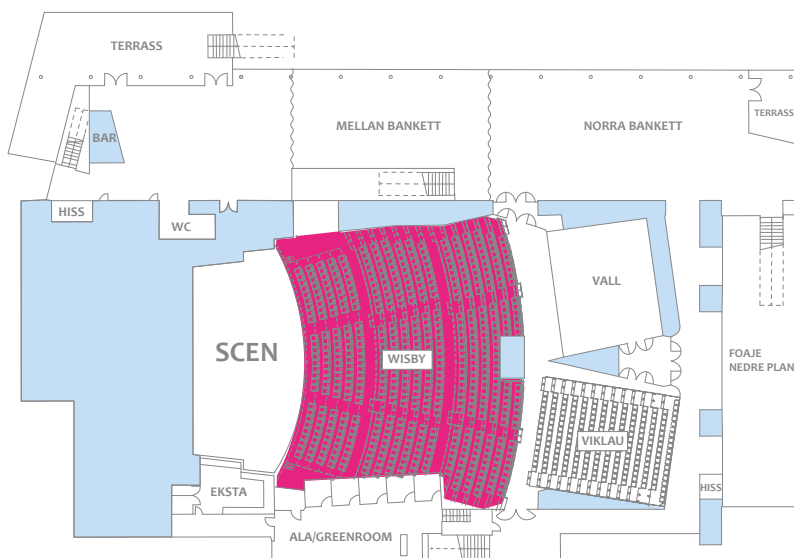 TERRASS
TERRASS
BAR
MELLAN BANKETT
NORRA BANKETT
HISS
WC
VALL
SCEN
WISBY
FOAJE
NEDRE PLAN
VIKLAU
EKSTA
HISS
ALA/GREENROOM